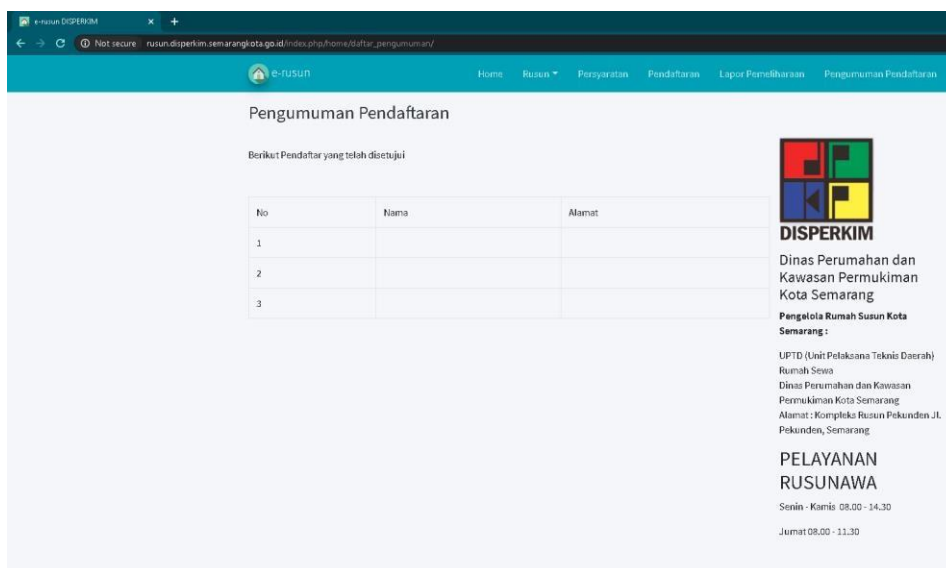 e-rusun DISPERKIM
Not secure rusun.disperkim.semarangkota.go.id/index.php/home/daftar_pengumuman/
e-rusun Home Rusun Persyaratan Pendaftaran Lapor Pemeliharaan Pengumuman Pendaftaran
Pengumuman Pendaftaran
Berikut Pendaftar yang telah disetujui
No Nama Alamat
1
2
3
DISPERKIM
Dinas Perumahan dan
Kawasan Permukiman
Kota Semarang
Pengelola Rumah Susun Kota
Semarang :
UPTD (Unit Pelaksana Teknis Daerah)
Rumah Sewa
Dinas Perumahan dan Kawasan
Permukiman Kota Semarang
Alamat : Kompleks Rusun Pekunden Jl.
Pekunden, Semarang
PELAYANAN
RUSUNAWA
Senin - Kamis 08.00 - 14.30
Jumat 08.00 - 11.30